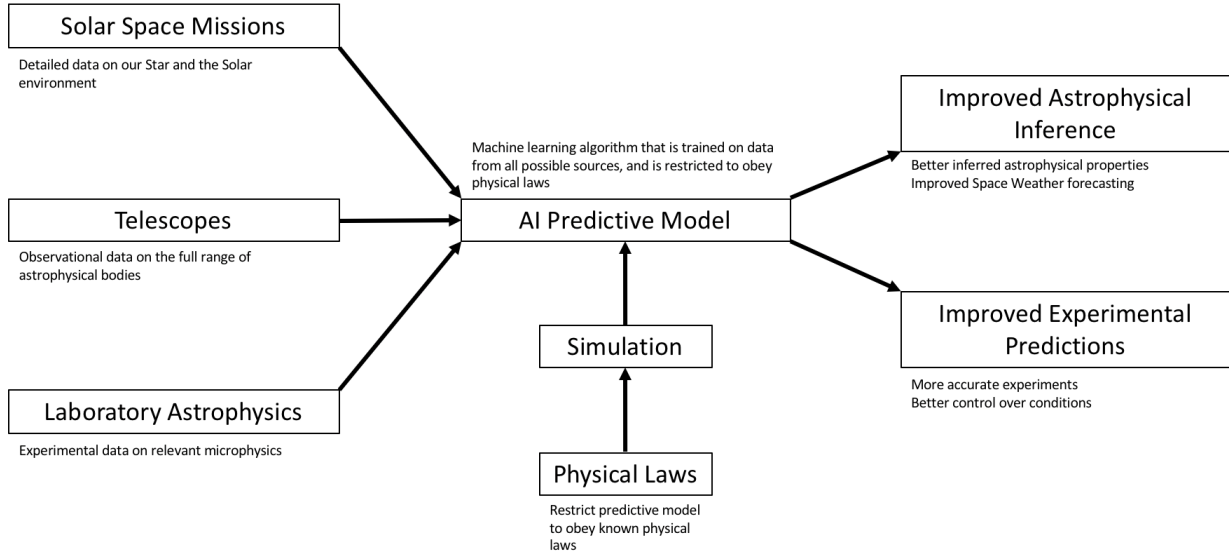 Solar Space Missions
Detailed data on our Star and the Solar
environment
Telescopes
Observational data on the full range of
astrophysical bodies
Laboratory Astrophysics
Experimental data on relevant microphysics
Machine learning algorithm that is trained on data
from all possible sources, and is restricted to obey
physical laws
AI Predictive Model
Simulation
Physical Laws
Restrict predictive model
to obey known physical
laws
Improved Astrophysical
Inference
Better inferred astrophysical properties
Improved Space Weather forecasting
Improved Experimental
Predictions
More accurate experiments
Better control over conditions